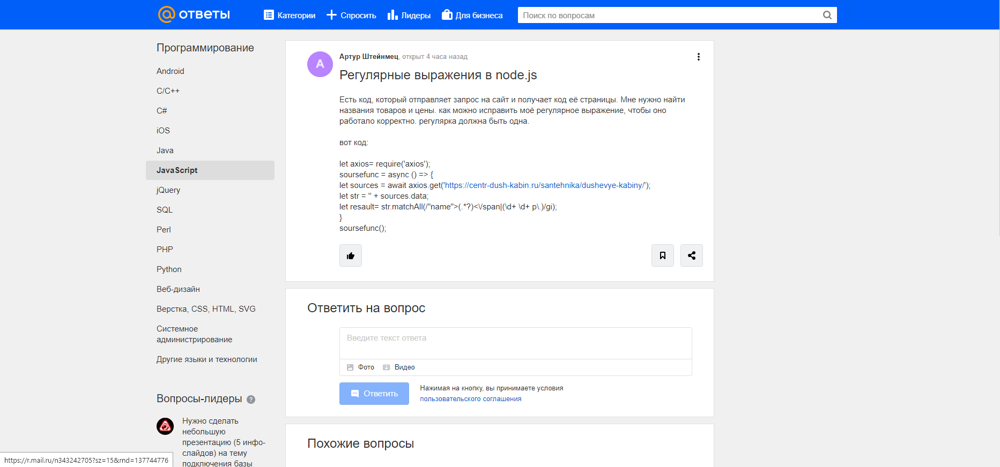 ответы
Категории
Спросить
Лидеры
Для бизнеса
Поиск по вопросам
Программирование
Android
C/C++
C#
iOS
Java
JavaScript
jQuery
SQL
Perl
PHP
Python
Веб-дизайн
Верстка, CSS, HTML, SVG
Системное
администрирование
Другие языки и технологии
Вопросы-лидеры ?
Нужно сделать
небольшую
презентацию (5 инфо-
слайдов) на тему
подключения базы
А
Артур Штейнмец, открыт 4 часа назад
Регулярные выражения в node.js
Есть код, который отправляет запрос на сайт и получает код её страницы. Мне нужно найти
названия товаров и цены. как можно исправить моё регулярное выражение, чтобы оно
работало корректно. регулярка должна быть одна.
вот код:
let axios= require('axios');
soursefunc = async () => {
let sources = await axios.get('https://centr-dush-kabin.ru/santehnika/dushevye-kabiny/');
let str = '' + sources.data;
let resault= str.matchAll(/"name">(.*?)<\/span|(\d+ \d+ р\.)/gi);
}
soursefunc();
Ответить на вопрос
Введите текст ответа
Фото
Видео
Ответить
Нажимая на кнопку, вы принимаете условия
пользовательского соглашения
Похожие вопросы
https://r.mail.ru/n343242705?sz=15&rnd=137744776